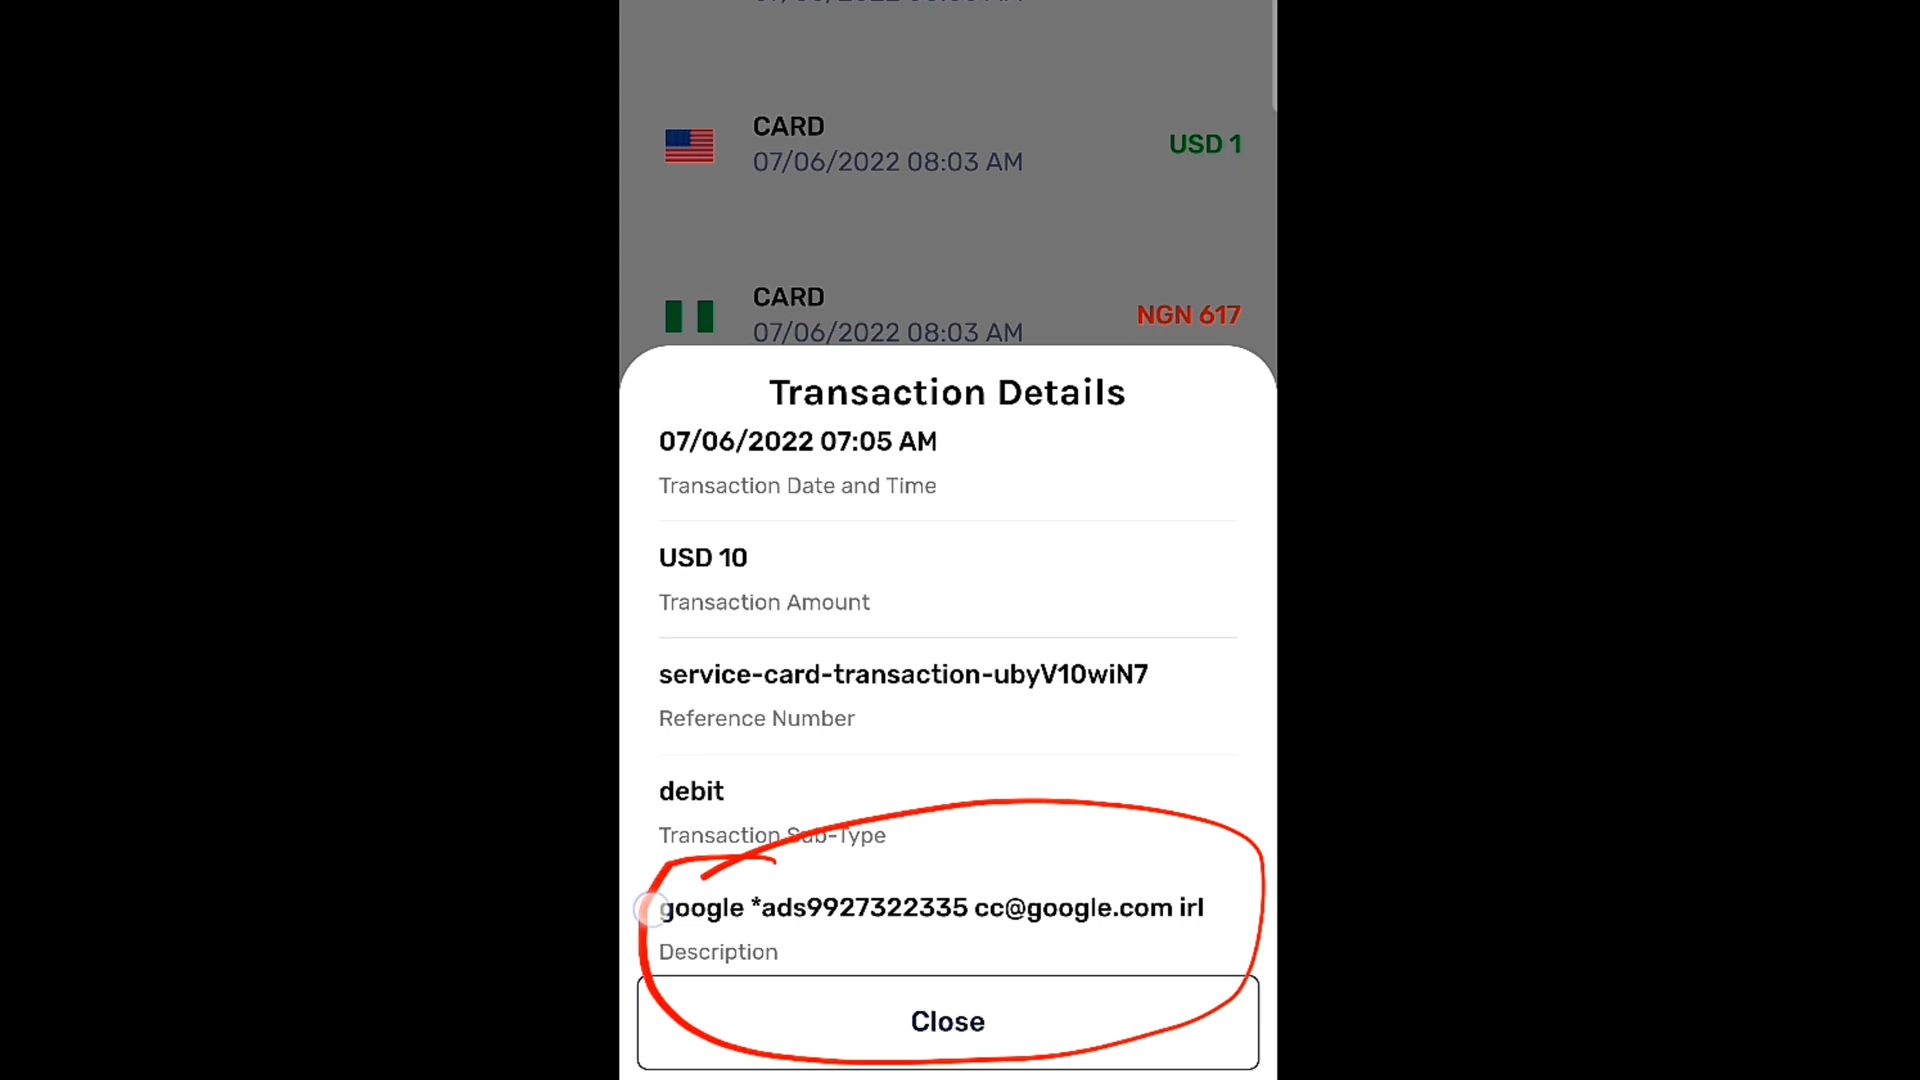 CARD
07/06/2022 08:03 AM
USD 1
CARD
07/06/2022 08:03 AM
NGN 617
Transaction Details
07/06/2022 07:05 AM
Transaction Date and Time
USD 10
Transaction Amount
service-card-transaction-ubyV10wiN7
Reference Number
debit
Transaction Sub-Type
google *ads9927322335 cc@google.com irl
Description
Close